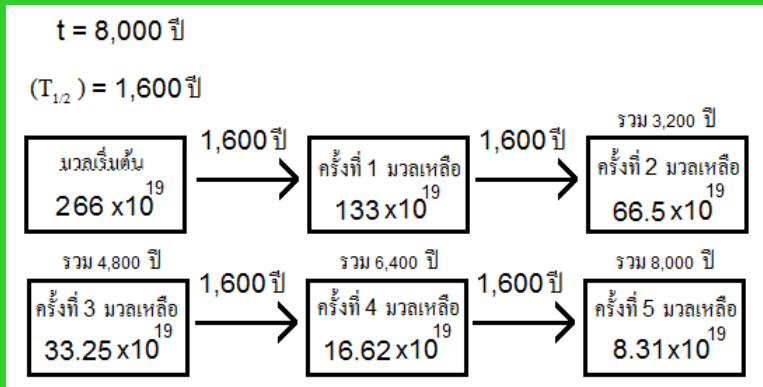 t = 8,000 ปี
(T1/2 ) = 1,600 ปี
มวลเริ่มต้น
266 x10^19
1,600 ปี
ครั้งที่ 1 มวลเหลือ
133 x10^19
1,600 ปี
รวม 3,200 ปี
ครั้งที่ 2 มวลเหลือ
66.5 x10^19
รวม 4,800 ปี
ครั้งที่ 3 มวลเหลือ
33.25 x10^19
1,600 ปี
รวม 6,400 ปี
ครั้งที่ 4 มวลเหลือ
16.62 x10^19
1,600 ปี
รวม 8,000 ปี
ครั้งที่ 5 มวลเหลือ
8.31 x10^19